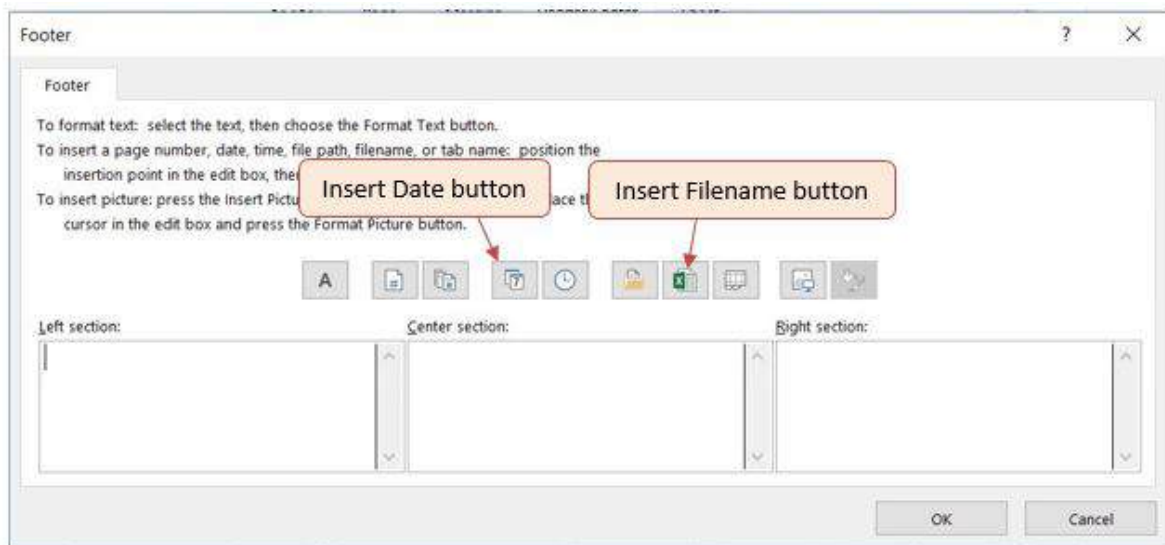 Footer
?
Footer
To format text: select the text, then choose the Format Text button.
To insert a page number, date, time, file path, filename, or tab name: position the
insertion point in the edit box, then
Insert Date button
Insert Filename button
To insert picture: press the Insert
cursor in the edit box and press the Format Picture button.
A
Left section:
Center section:
Right section:
OK
Cancel